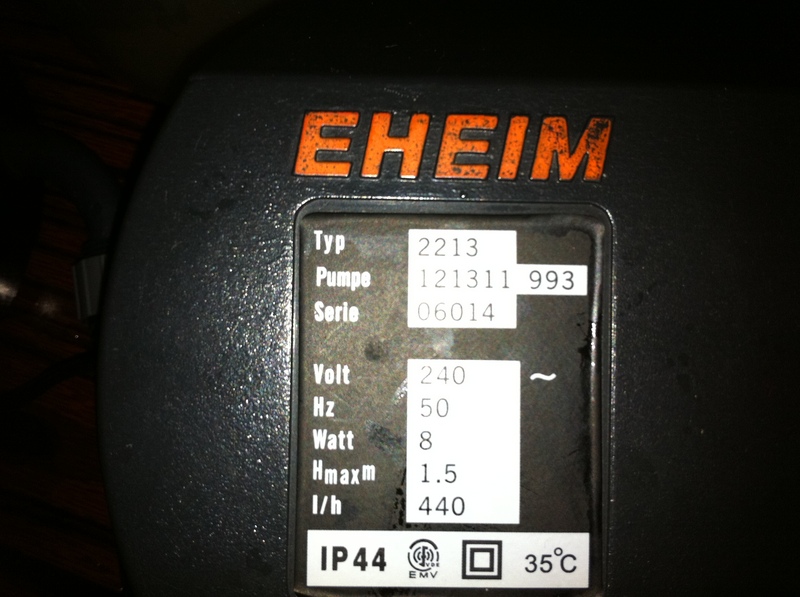 EHEIM
Typ 2213
Pumpe 121311 993
Serie 06014
Volt 240 ~
Hz 50
Watt 8
Hmaxm 1.5
l/h 440
IP44 VDE EMV 35°C